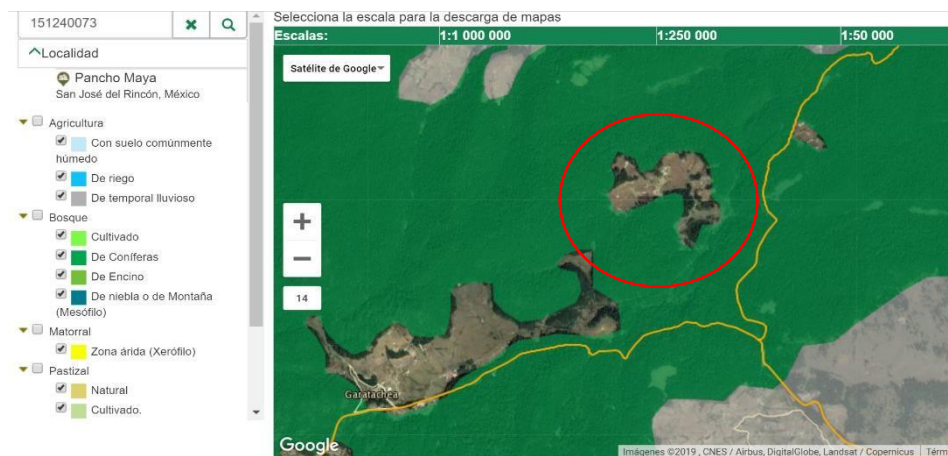 151240073
Localidad
Pancho Maya
San José del Rincón, México
Agricultura
Con suelo comúnmente
húmedo
De riego
De temporal lluvioso
Bosque
Cultivado
De Coníferas
De Encino
De niebla o de Montaña
(Mesófilo)
Matorral
Zona árida (Xerófilo)
Pastizal
Natural
Cultivado.
Selecciona la escala para la descarga de mapas
Escalas: 1:1 000 000 1:250 000 1:50 000
Satélite de Google
+
−
14
Garatachea
Google
Imágenes ©2019 , CNES / Airbus, DigitalGlobe, Landsat / Copernicus Térm